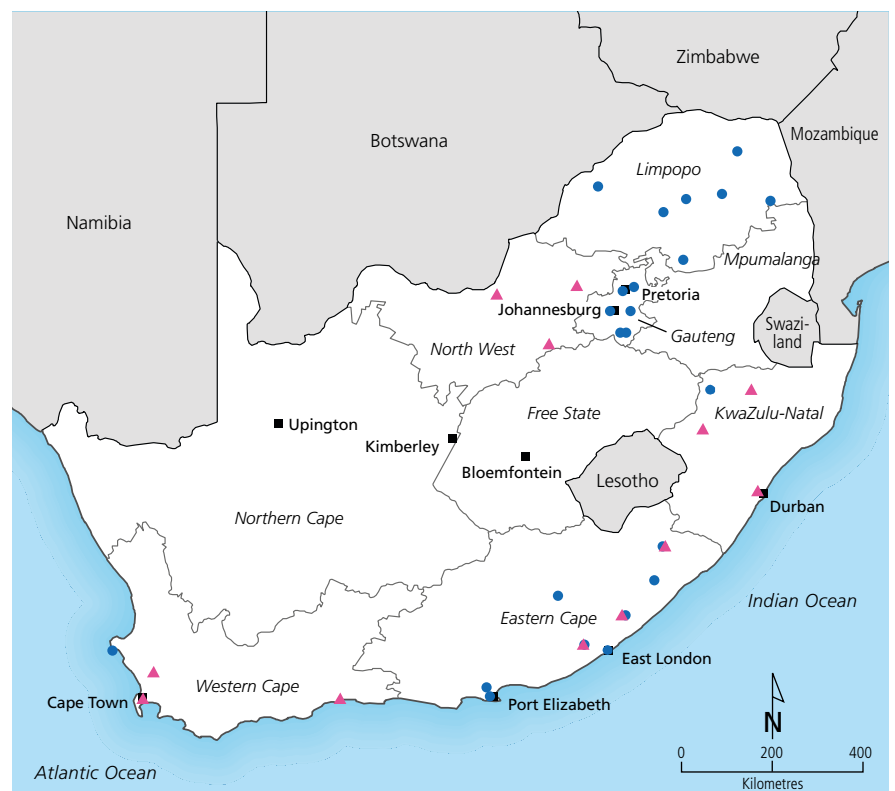 Zimbabwe
Mozambique
Botswana
Limpopo
Namibia
Mpumalanga
Pretoria
Johannesburg
Swazi-
land
Gauteng
North West
Free State
KwaZulu-Natal
Upington
Kimberley
Bloemfontein
Lesotho
Durban
Northern Cape
Indian Ocean
Eastern Cape
East London
Western Cape
Cape Town
Port Elizabeth
N
0 200 400
Kilometres
Atlantic Ocean